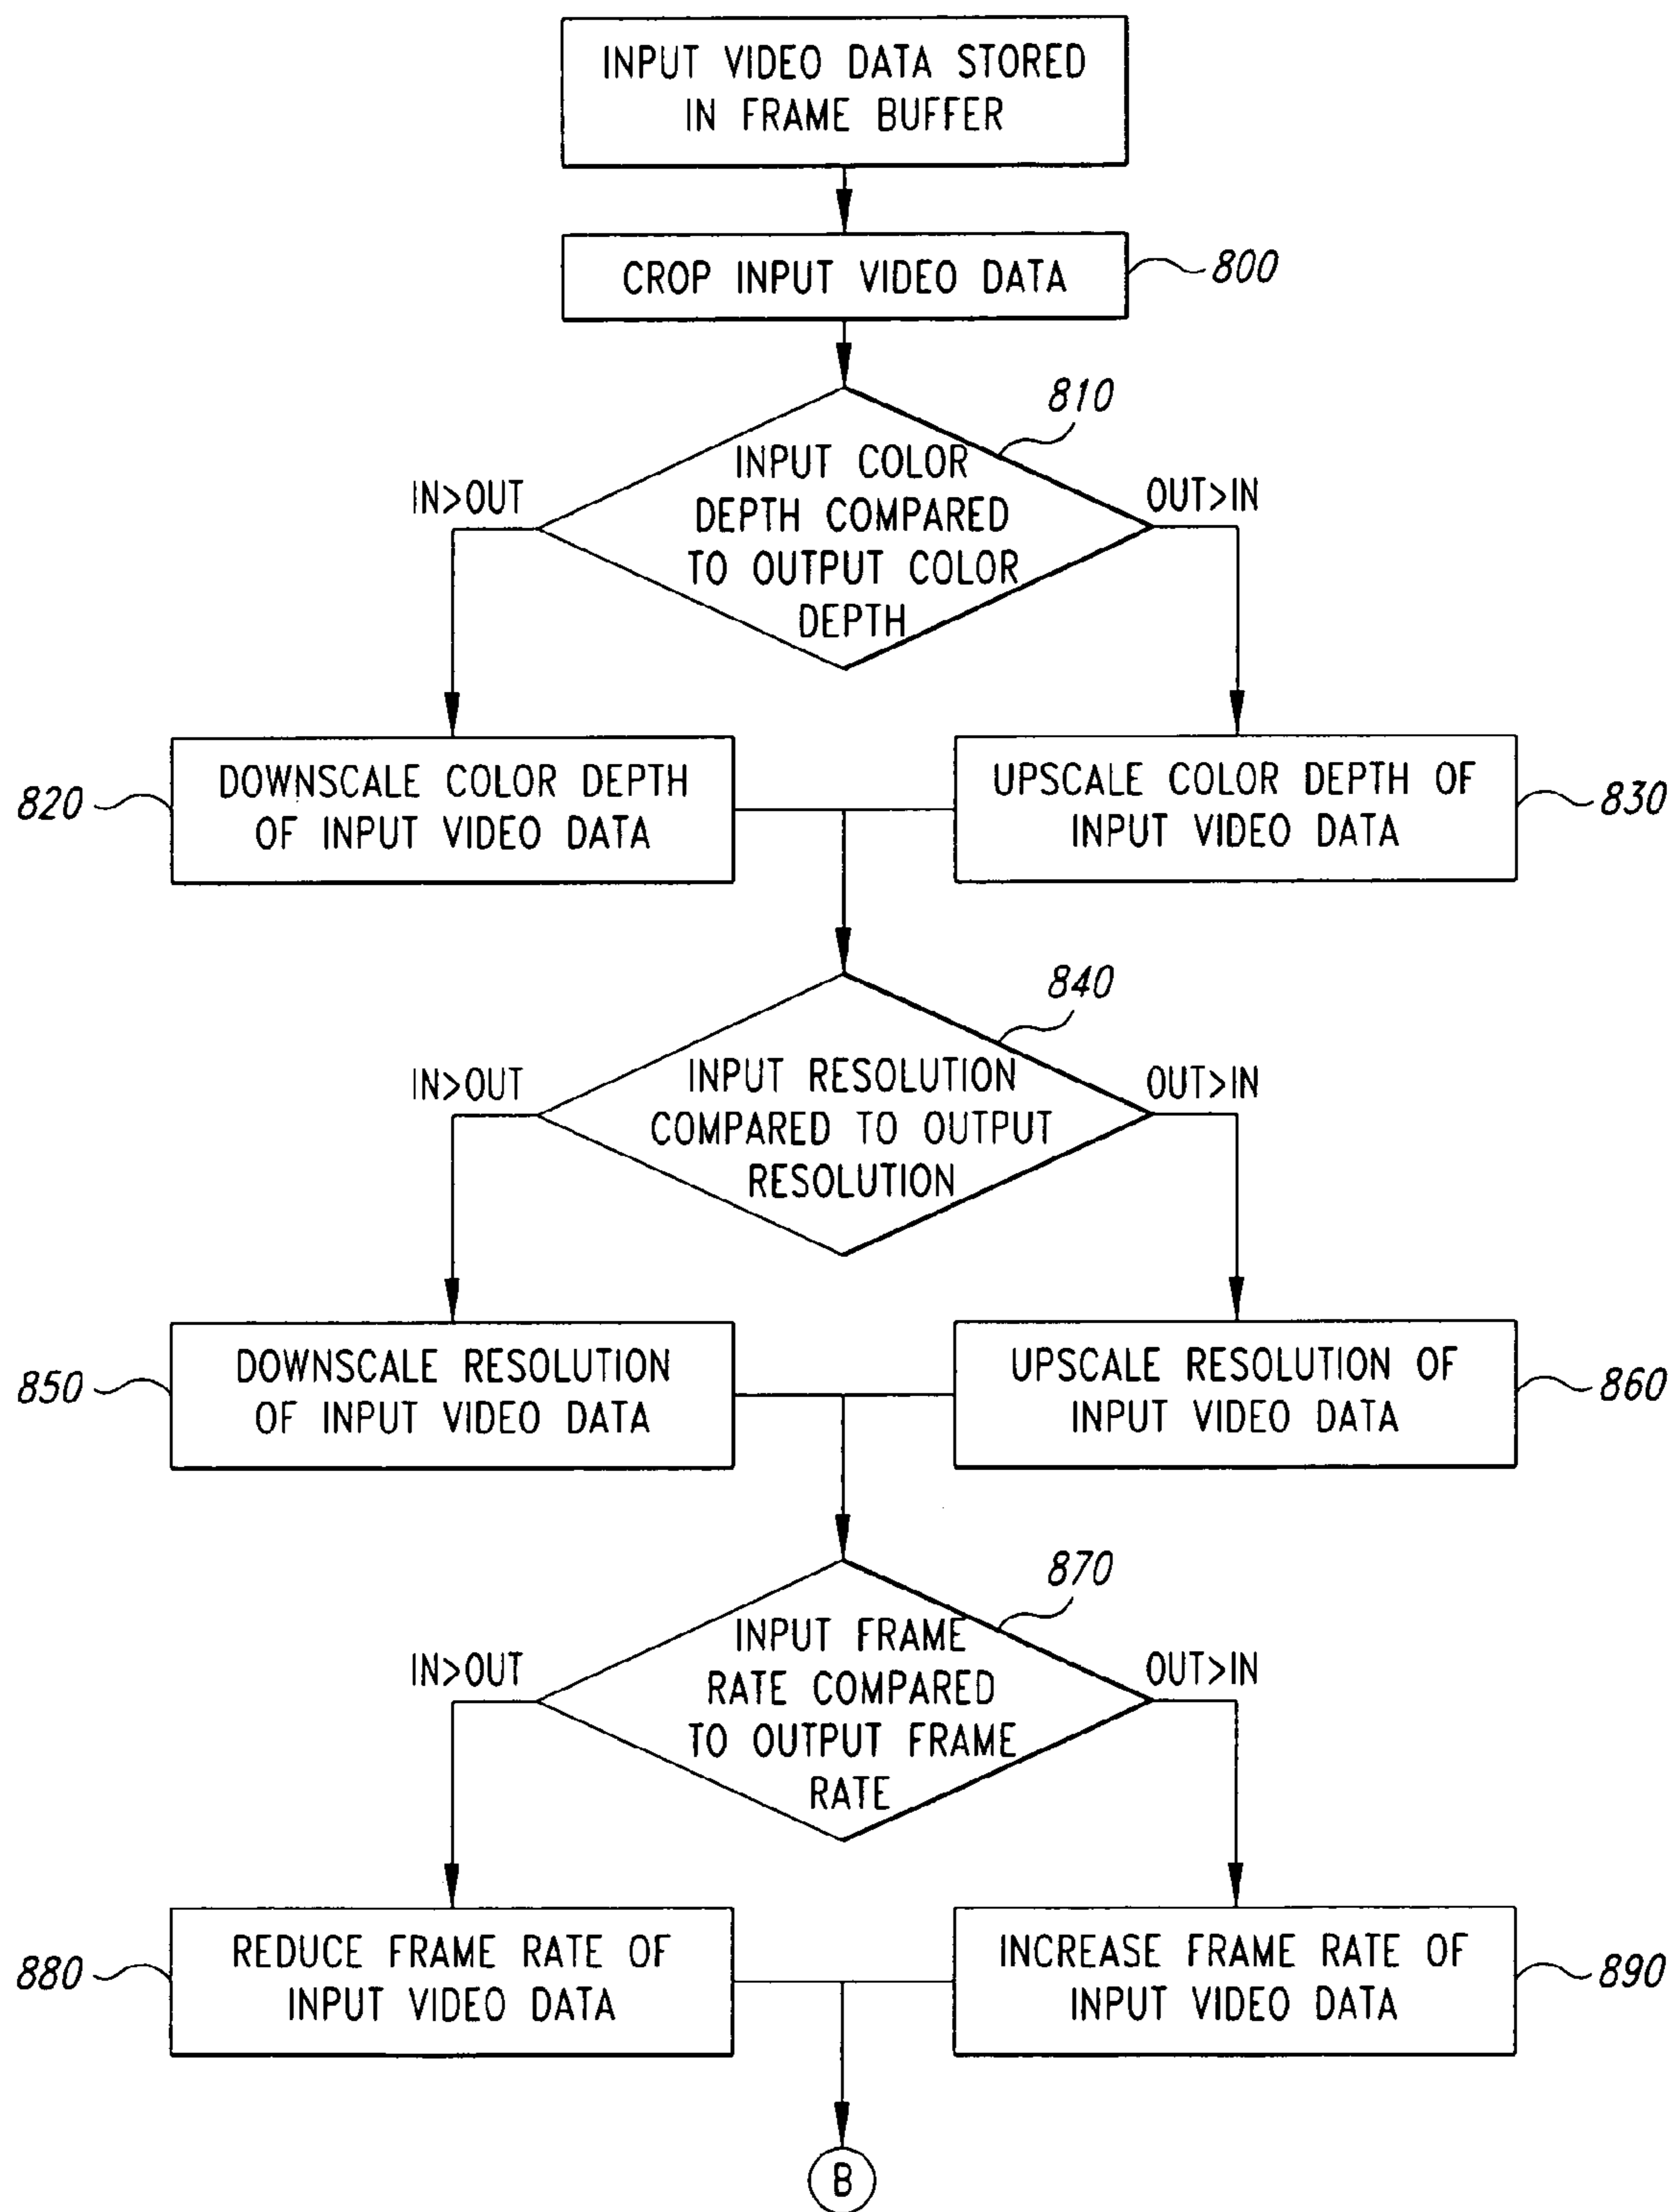 INPUT VIDEO DATA STORED
IN FRAME BUFFER
CROP INPUT VIDEO DATA
800
810
INPUT COLOR
DEPTH COMPARED
TO OUTPUT COLOR
DEPTH
IN>OUT
OUT>IN
820
DOWNSCALE COLOR DEPTH
OF INPUT VIDEO DATA
UPSCALE COLOR DEPTH OF
INPUT VIDEO DATA
830
840
INPUT RESOLUTION
COMPARED TO OUTPUT
RESOLUTION
IN>OUT
OUT>IN
850
DOWNSCALE RESOLUTION
OF INPUT VIDEO DATA
UPSCALE RESOLUTION OF
INPUT VIDEO DATA
860
870
INPUT FRAME
RATE COMPARED
TO OUTPUT FRAME
RATE
IN>OUT
OUT>IN
880
REDUCE FRAME RATE OF
INPUT VIDEO DATA
INCREASE FRAME RATE OF
INPUT VIDEO DATA
890
B